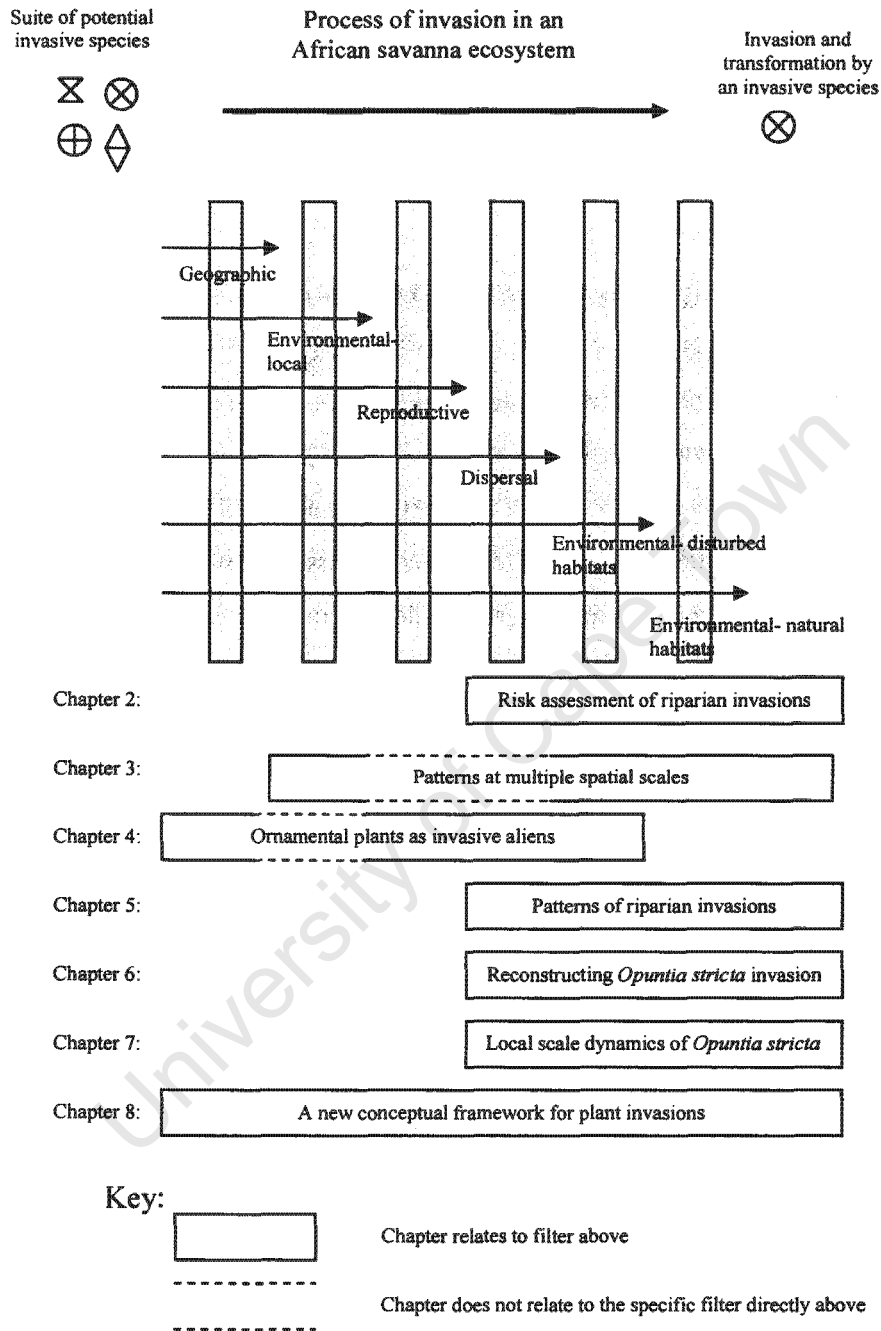 Suite of potential
invasive species
Process of invasion in an
African savanna ecosystem
Invasion and
transformation by
an invasive species
Geographic
Environmental-
local
Reproductive
Dispersal
Environmental- disturbed
habitats
Environmental- natural
habitats
Chapter 2:
Risk assessment of riparian invasions
Chapter 3:
Patterns at multiple spatial scales
Chapter 4:
Ornamental plants as invasive aliens
Chapter 5:
Patterns of riparian invasions
Chapter 6:
Reconstructing Opuntia stricta invasion
Chapter 7:
Local scale dynamics of Opuntia stricta
Chapter 8:
A new conceptual framework for plant invasions
Key:
Chapter relates to filter above
Chapter does not relate to the specific filter directly above
University of Cape Town